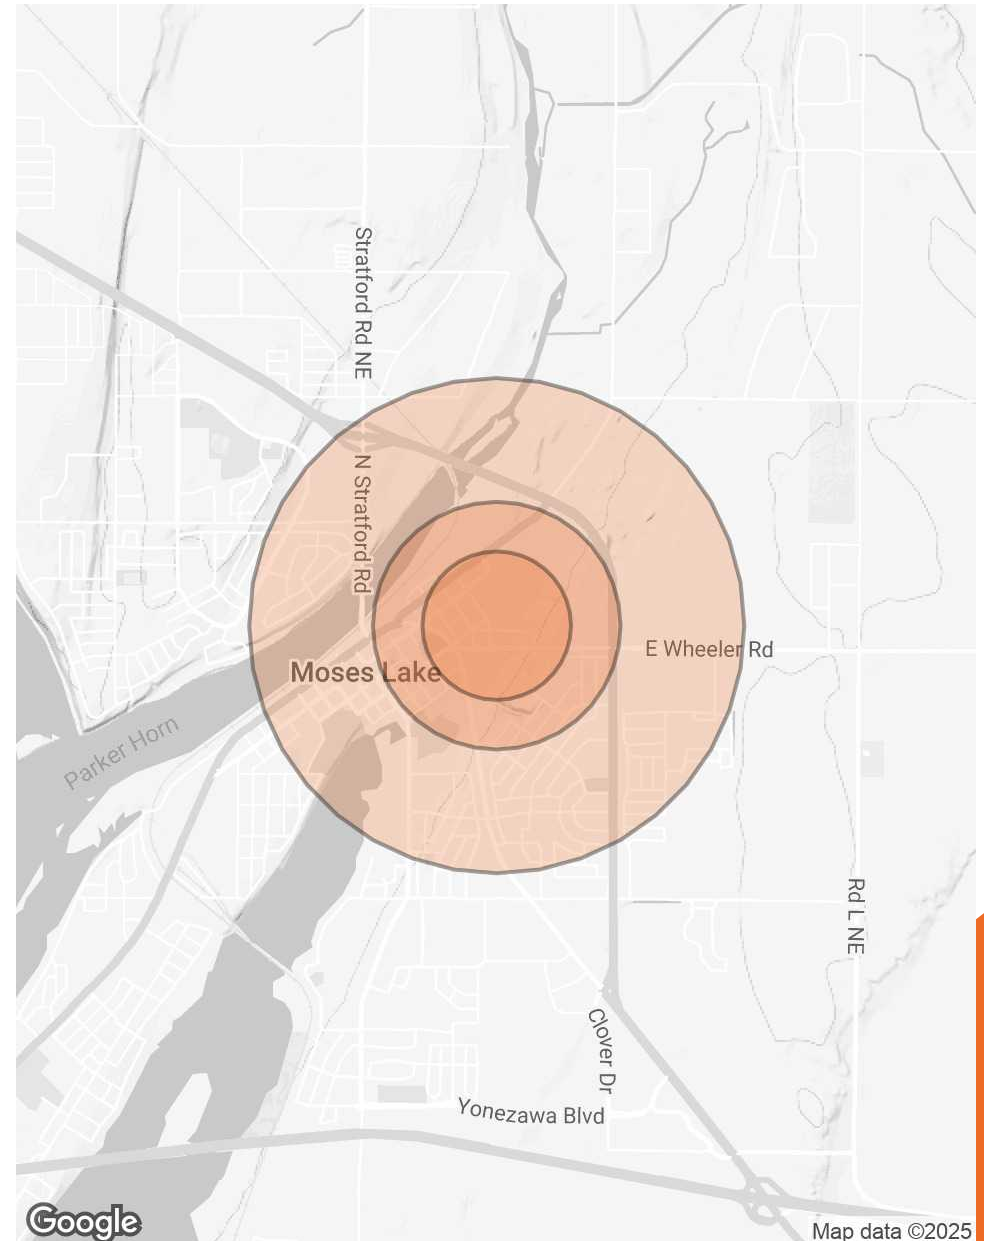 Stratford Rd NE
N Stratford Rd
E Wheeler Rd
Moses Lake
Parker Horn
Rd L NE
Clover Dr
Yonezawa Blvd
Google
Map data ©2025